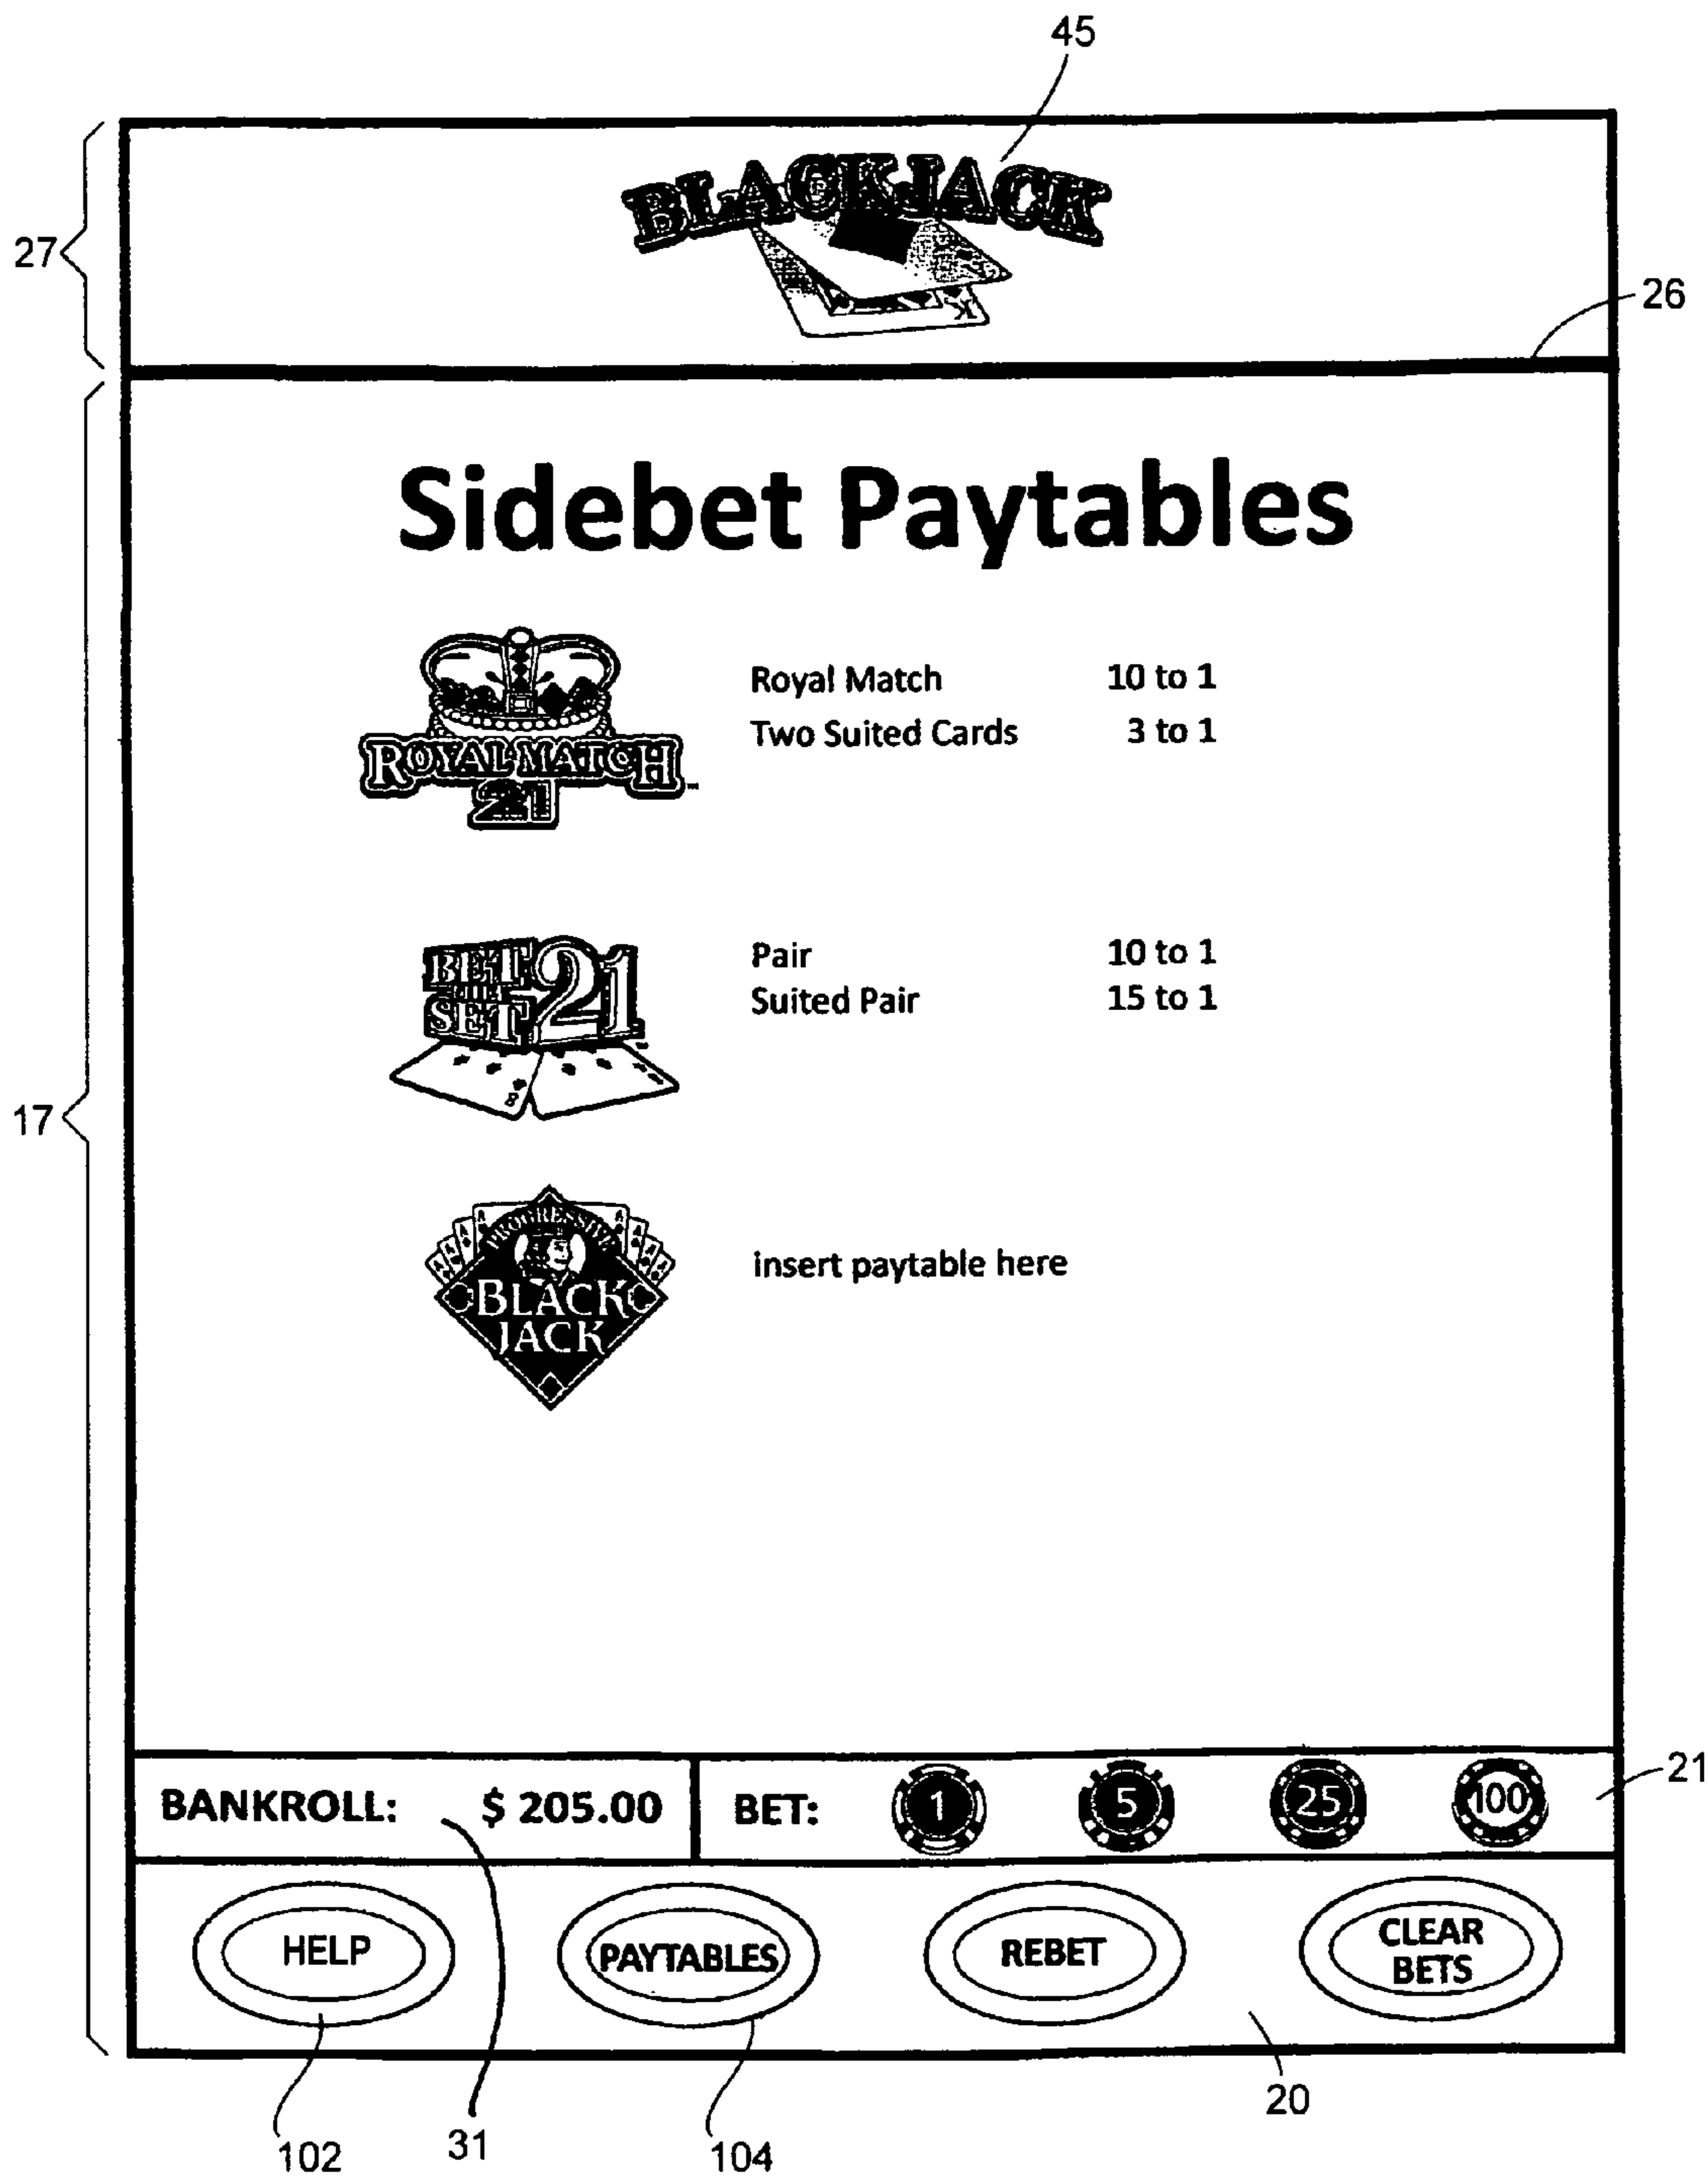 45
BLACKJACK
K
27
26
Sidebet Paytables
ROYAL MATCH
21
™
Royal Match 10 to 1
Two Suited Cards 3 to 1
BET
THE
SET
21
8
Pair 10 to 1
Suited Pair 15 to 1
17
PROGRESSIVE
BLACK
JACK
insert paytable here
BANKROLL: $ 205.00 BET: 1 5 25 100
21
HELP PAYTABLES REBET CLEAR
BETS
102
31
104
20